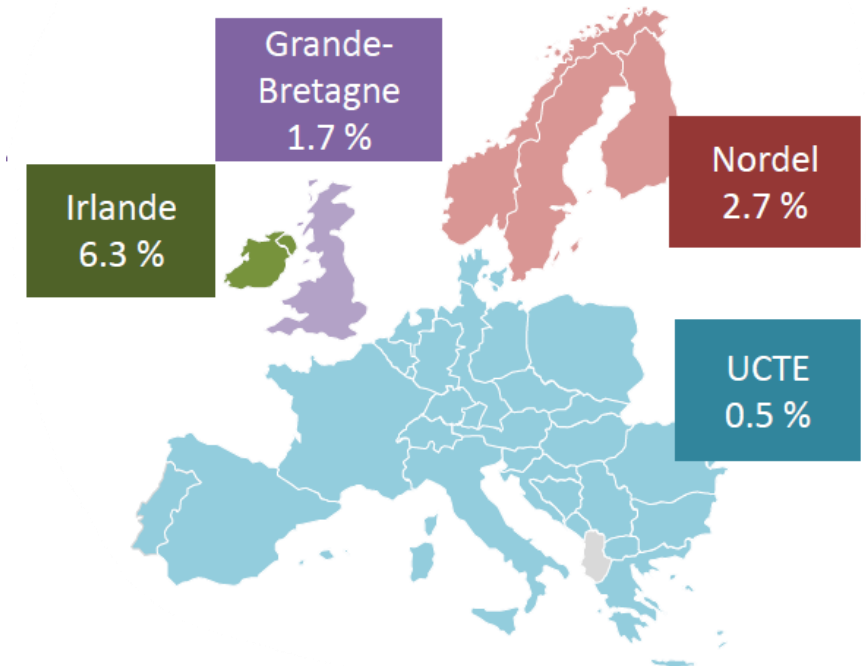 Grande-
Bretagne
1.7 %
Irlande
6.3 %
Nordel
2.7 %
UCTE
0.5 %